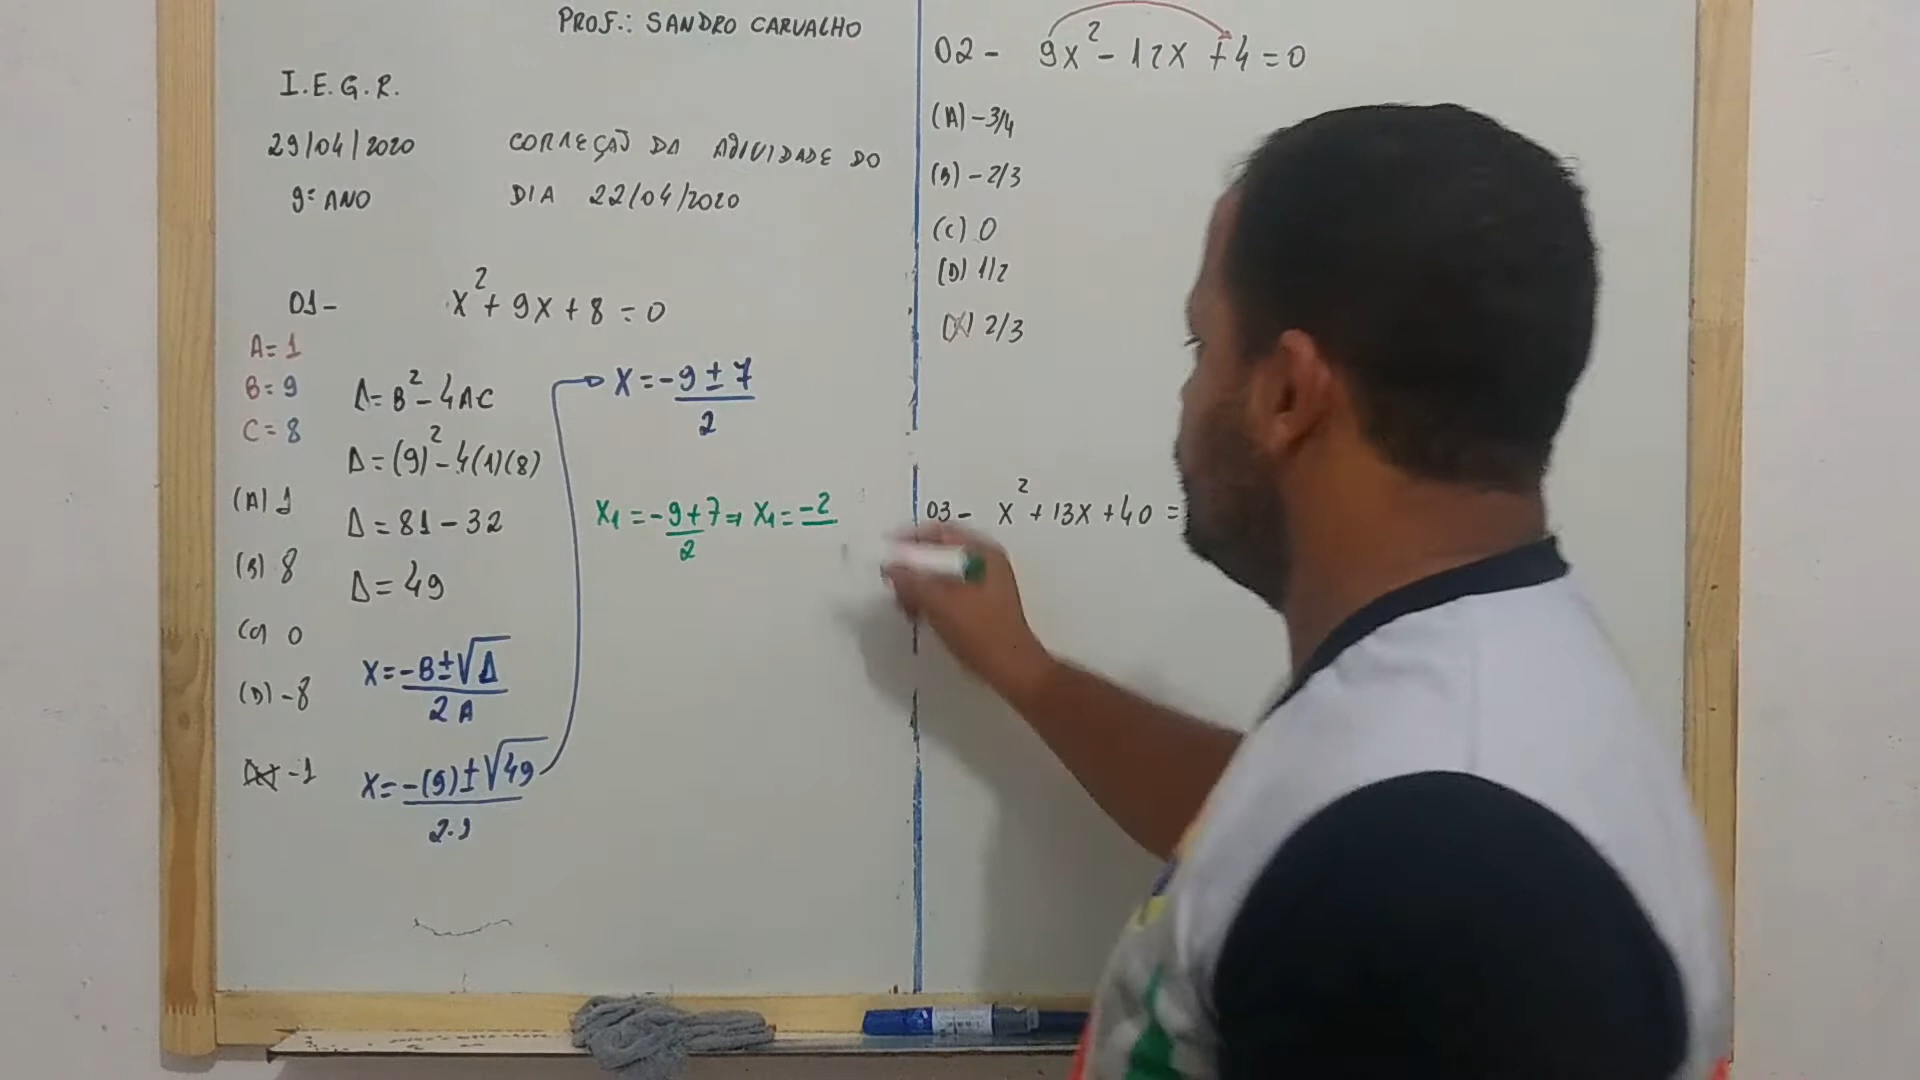 PROF.: SANDRO CARVALHO
I.E.G.R.
29/04/2020
9º ANO
CORREÇÃO DA ATIVIDADE DO
DIA 22/04/2020
01- x²+9x+8=0
A=1
B=9
C=8
(A) 1
(B) 8
(C) 0
(D) -8
-1
Δ=B²-4AC
Δ=(9)²-4(1)(8)
Δ=81-32
Δ=49
X=-B±√Δ
2A
X=-(9)±√49
2.1
X=-9±7
2
X₁=-9+7⇒X₁=-2
2
02- 9x²-12x+4=0
(A) -3/4
(B) -2/3
(C) 0
(D) 1/2
2/3
03- x²+13x+40=